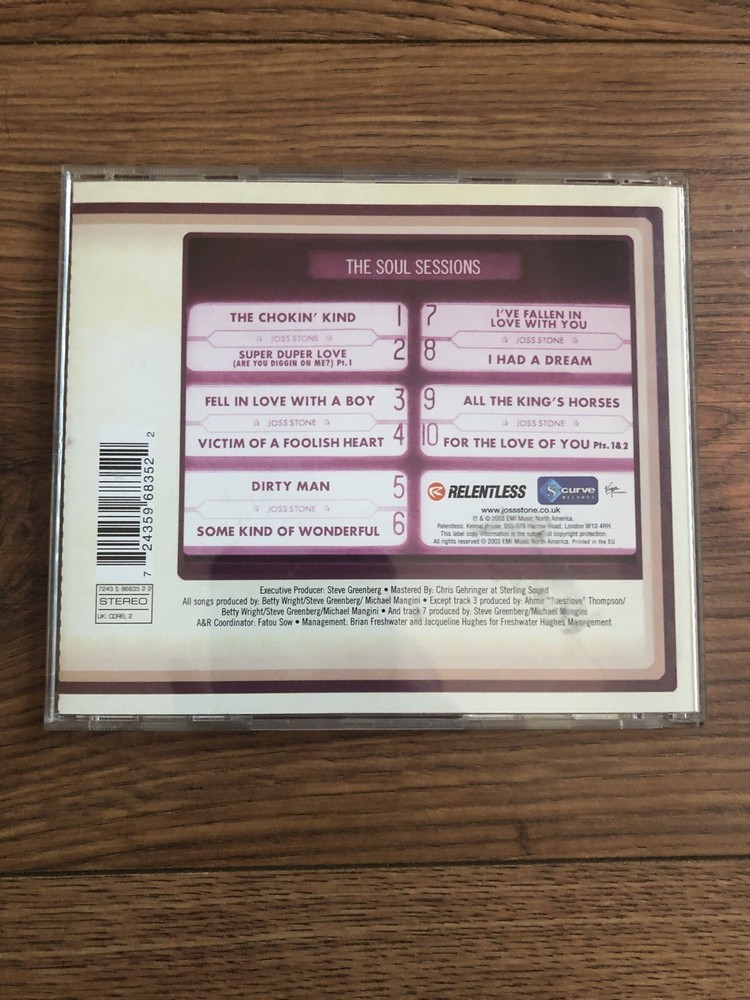 THE SOUL SESSIONS
THE CHOKIN' KIND 1
JOSS STONE
SUPER DUPER LOVE 2
(ARE YOU DIGGIN ON ME?) Pt.1
FELL IN LOVE WITH A BOY 3
JOSS STONE
VICTIM OF A FOOLISH HEART 4
DIRTY MAN 5
JOSS STONE
SOME KIND OF WONDERFUL 6
7 I'VE FALLEN IN
LOVE WITH YOU
JOSS STONE
8 I HAD A DREAM
9 ALL THE KING'S HORSES
JOSS STONE
10 FOR THE LOVE OF YOU Pts.1&2
RELENTLESS
S-curve
RECORDS
Virgin
www.jossstone.co.uk
℗ & © 2003 EMI Music North America.
Relentless: Kensal House, 553-579 Harrow Road, London W10 4RH.
This label copy information is the subject of copyright protection.
All rights reserved © 2003 EMI Music North America. Printed in the EU
7 24359 68352 2
7243 5 96835 2 2
STEREO
UK: CDREL 2
Executive Producer: Steve Greenberg • Mastered By: Chris Gehringer at Sterling Sound
All songs produced by: Betty Wright/Steve Greenberg/ Michael Mangini • Except track 3 produced by: Ahmir "?uestlove" Thompson/
Betty Wright/Steve Greenberg/Michael Mangini • And track 7 produced by: Steve Greenberg/Michael Mangini
A&R Coordinator: Fatou Sow • Management: Brian Freshwater and Jacqueline Hughes for Freshwater Hughes Management